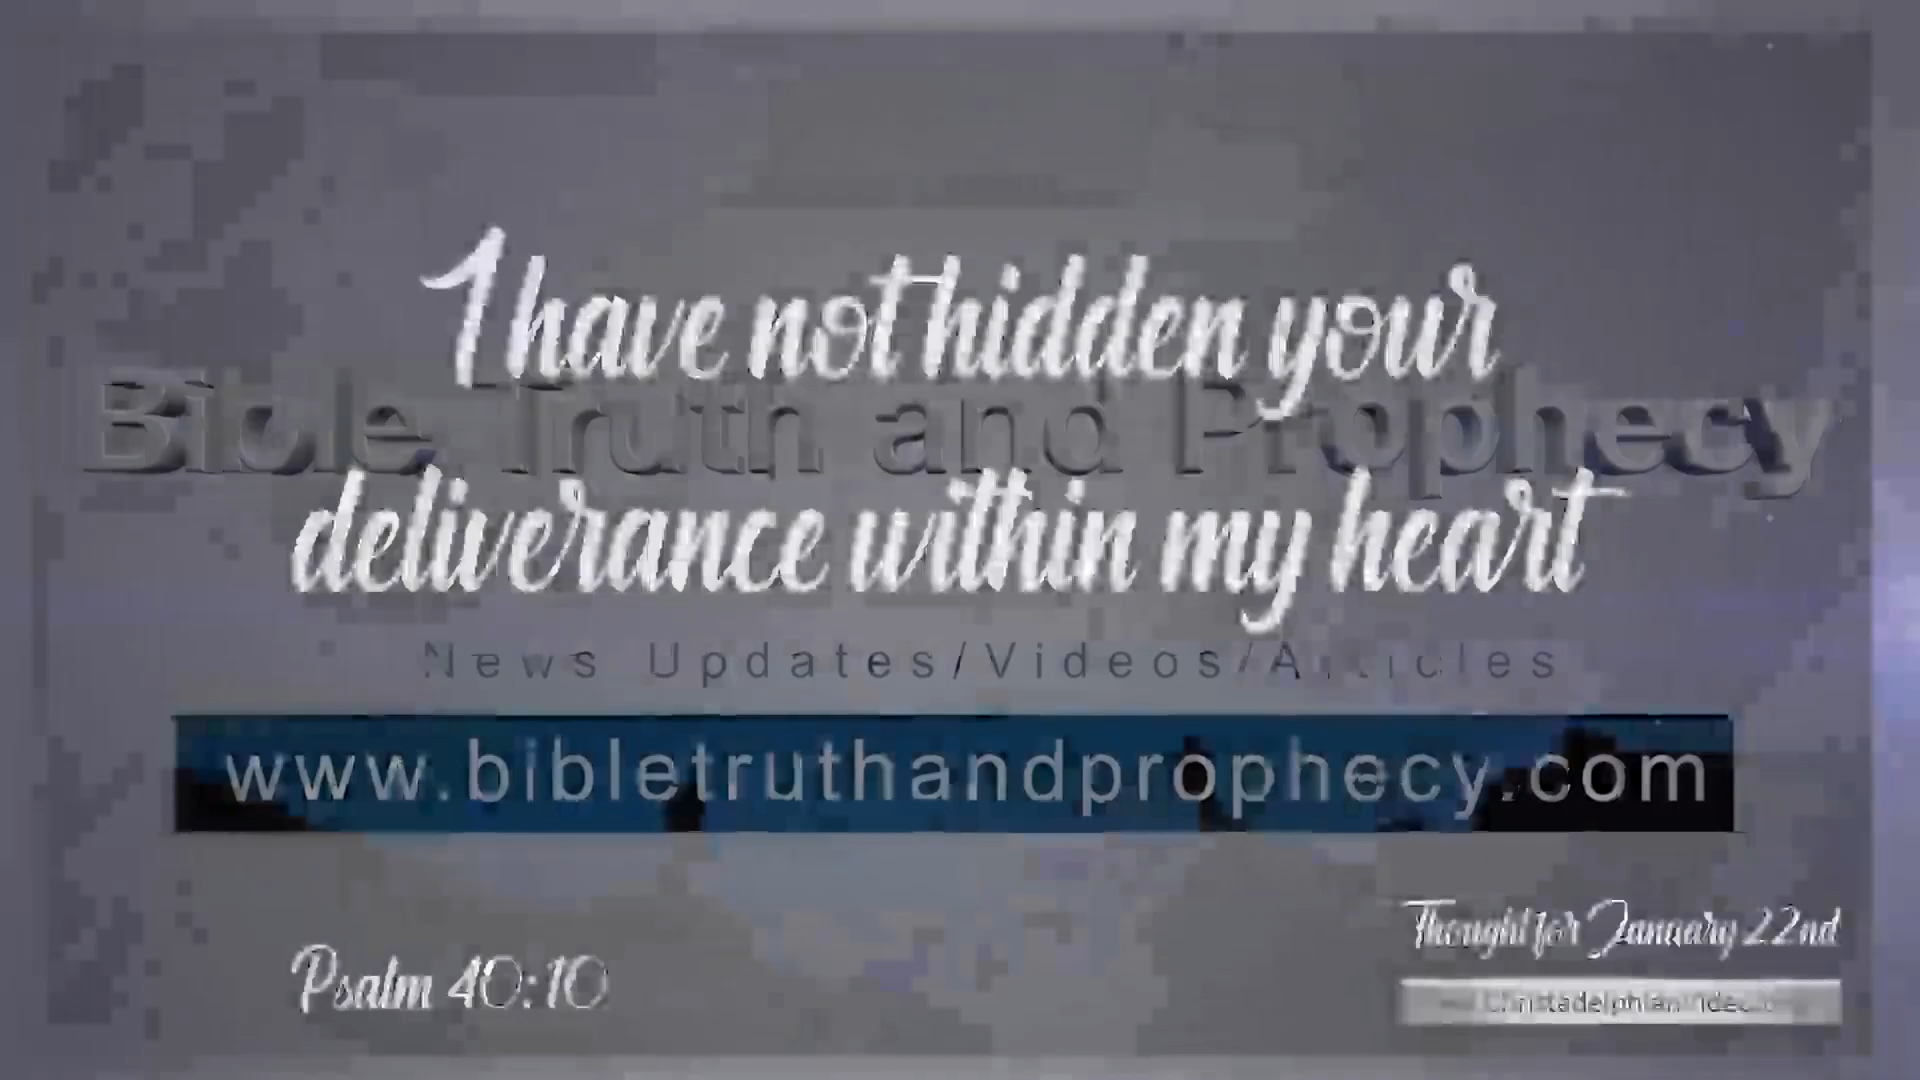 I have not hidden your
Bible Truth and Prophecy
deliverance within my heart
News Updates/Videos/Articles
www.bibletruthandprophecy.com
Thought for January 22nd
Psalm 40:10